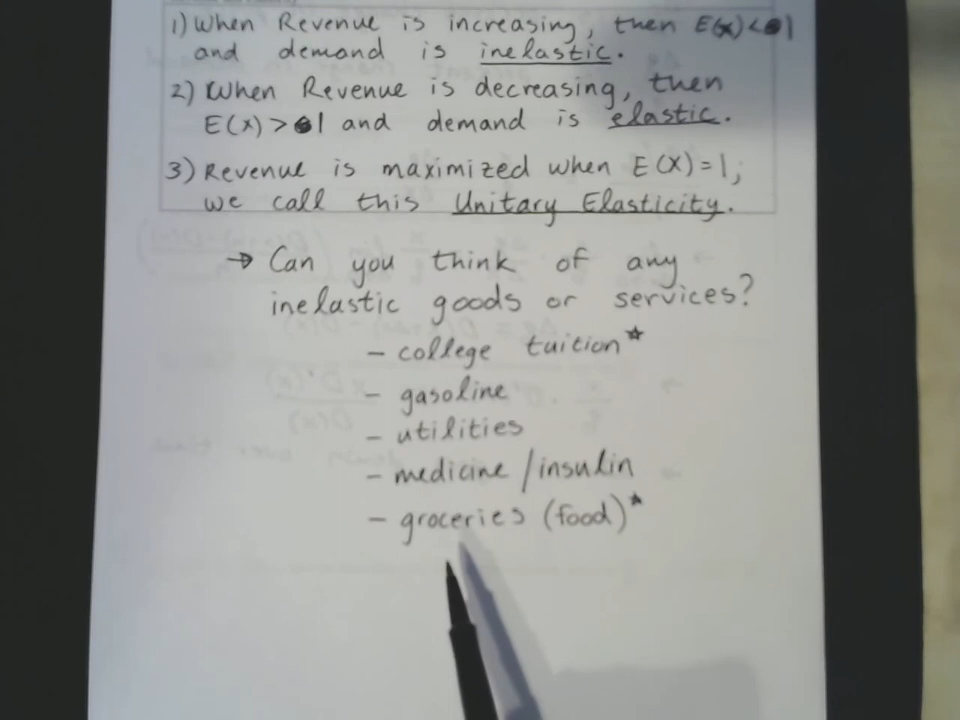 1) When Revenue is increasing, then E(x)<1
and demand is inelastic.
2) When Revenue is decreasing, then
E(x)>1 and demand is elastic.
3) Revenue is maximized when E(x)=1;
we call this Unitary Elasticity.
→ Can you think of any
inelastic goods or services?
- college tuition*
- gasoline
- utilities
- medicine/insulin
- groceries (food)*